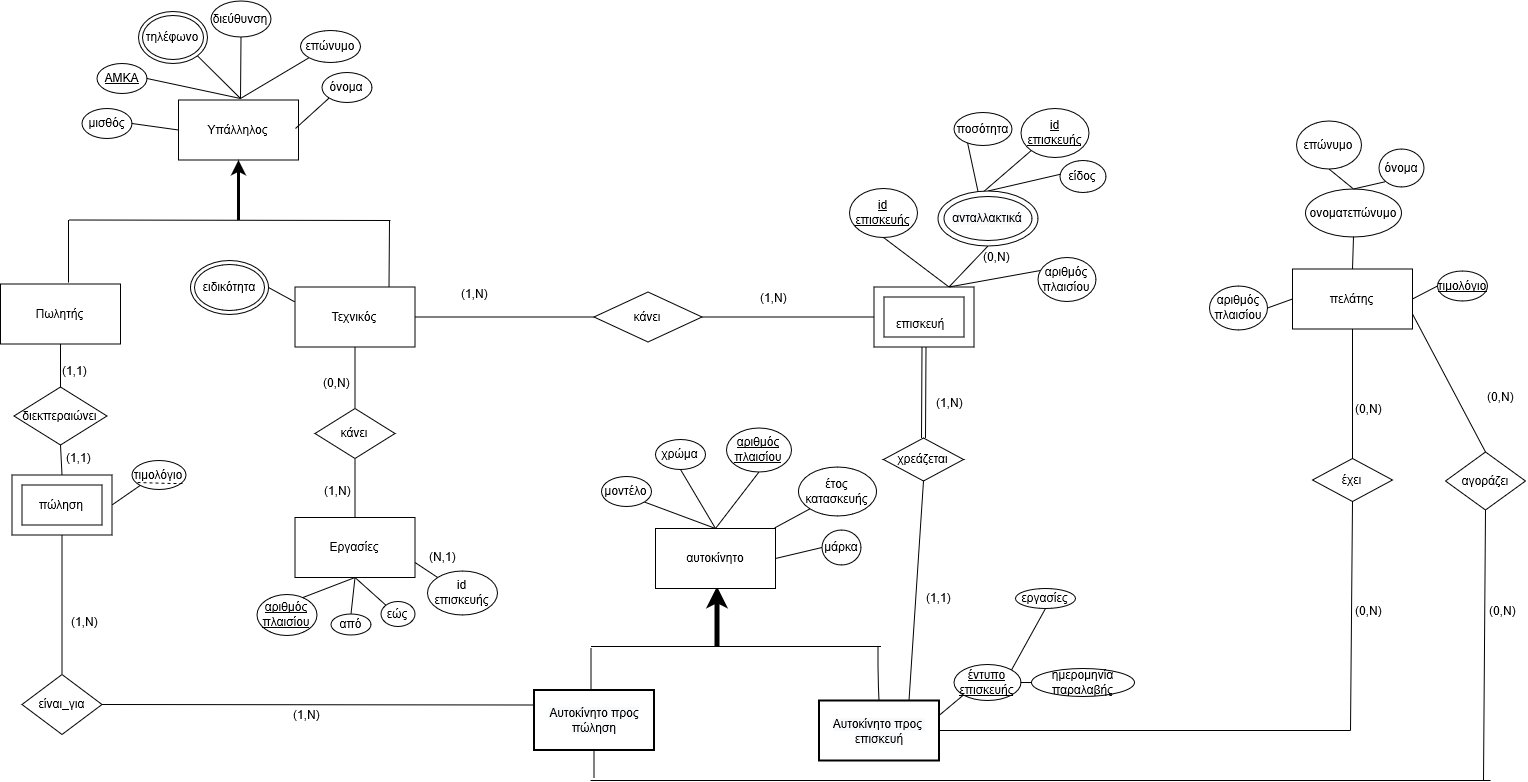 διεύθυνση
τηλέφωνο
επώνυμο
ΑΜΚΑ
όνομα
μισθός
Υπάλληλος
ποσότητα
id
επισκευής
είδος
id
επισκευής
ανταλλακτικά
(0,N)
αριθμός
πλαισίου
επώνυμο
όνομα
ονοματεπώνυμο
τιμολόγιο
αριθμός
πλαισίου
πελάτης
ειδικότητα
Πωλητής
Τεχνικός
(1,N)
κάνει
(1,N)
επισκευή
(1,1)
διεκπεραιώνει
(1,1)
τιμολόγιο
πώληση
(0,N)
κάνει
(1,N)
Εργασίες
(N,1)
id
επισκευής
αριθμός
πλαισίου
από
εώς
(1,N)
χρεάζεται
(1,1)
(0,N)
έχει
(0,N)
(0,N)
αγοράζει
(0,N)
χρώμα
αριθμός
πλαισίου
μοντέλο
έτος
κατασκευής
αυτοκίνητο
μάρκα
(1,N)
είναι_για
(1,N)
Αυτοκίνητο προς
πώληση
Αυτοκίνητο προς
επισκευή
εργασίες
έντυπο
επισκευής
ημερομηνία
παραλαβής